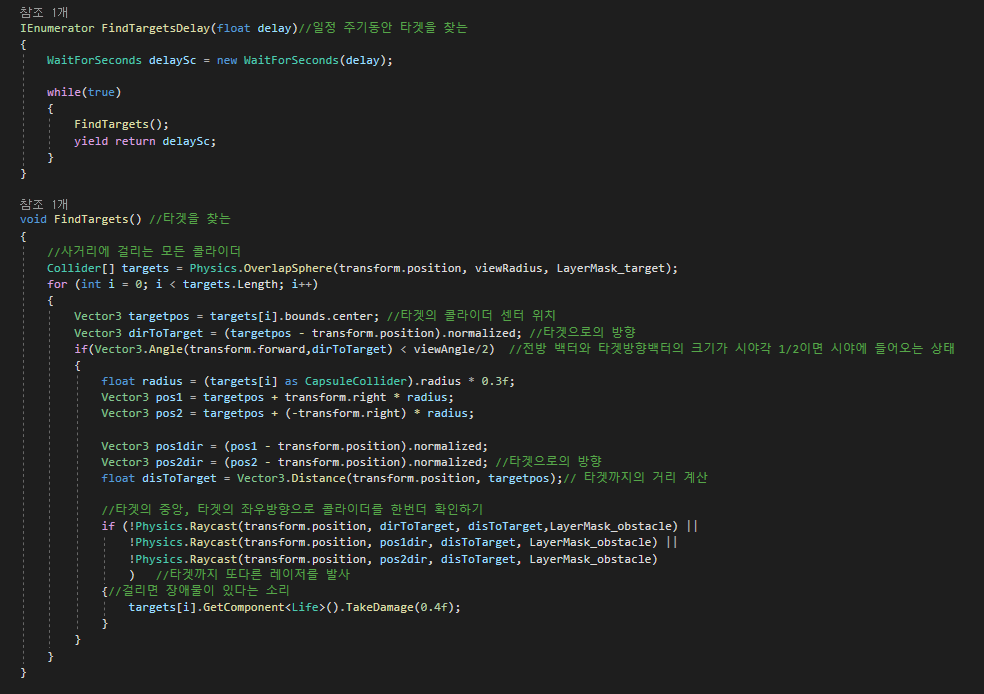 참조 1개
IEnumerator FindTargetsDelay(float delay)//일정 주기동안 타겟을 찾는
{
WaitForSeconds delaySc = new WaitForSeconds(delay);
while(true)
{
FindTargets();
yield return delaySc;
}
}
참조 1개
void FindTargets() //타겟을 찾는
{
//사거리에 걸리는 모든 콜라이더
Collider[] targets = Physics.OverlapSphere(transform.position, viewRadius, LayerMask_target);
for (int i = 0; i < targets.Length; i++)
{
Vector3 targetpos = targets[i].bounds.center; //타겟의 콜라이더 센터 위치
Vector3 dirToTarget = (targetpos - transform.position).normalized; //타겟으로의 방향
if(Vector3.Angle(transform.forward,dirToTarget) < viewAngle/2)  //전방 백터와 타겟방향백터의 크기가 시야각 1/2이면 시야에 들어오는 상태
{
float radius = (targets[i] as CapsuleCollider).radius * 0.3f;
Vector3 pos1 = targetpos + transform.right * radius;
Vector3 pos2 = targetpos + (-transform.right) * radius;
Vector3 pos1dir = (pos1 - transform.position).normalized;
Vector3 pos2dir = (pos2 - transform.position).normalized; //타겟으로의 방향
float disToTarget = Vector3.Distance(transform.position, targetpos);// 타겟까지의 거리 계산
//타겟의 중앙, 타겟의 좌우방향으로 콜라이더를 한번더 확인하기
if (!Physics.Raycast(transform.position, dirToTarget, disToTarget,LayerMask_obstacle) ||
!Physics.Raycast(transform.position, pos1dir, disToTarget, LayerMask_obstacle) ||
!Physics.Raycast(transform.position, pos2dir, disToTarget, LayerMask_obstacle)
)   //타겟까지 또다른 레이저를 발사
{//걸리면 장애물이 있다는 소리
targets[i].GetComponent<Life>().TakeDamage(0.4f);
}
}
}
}